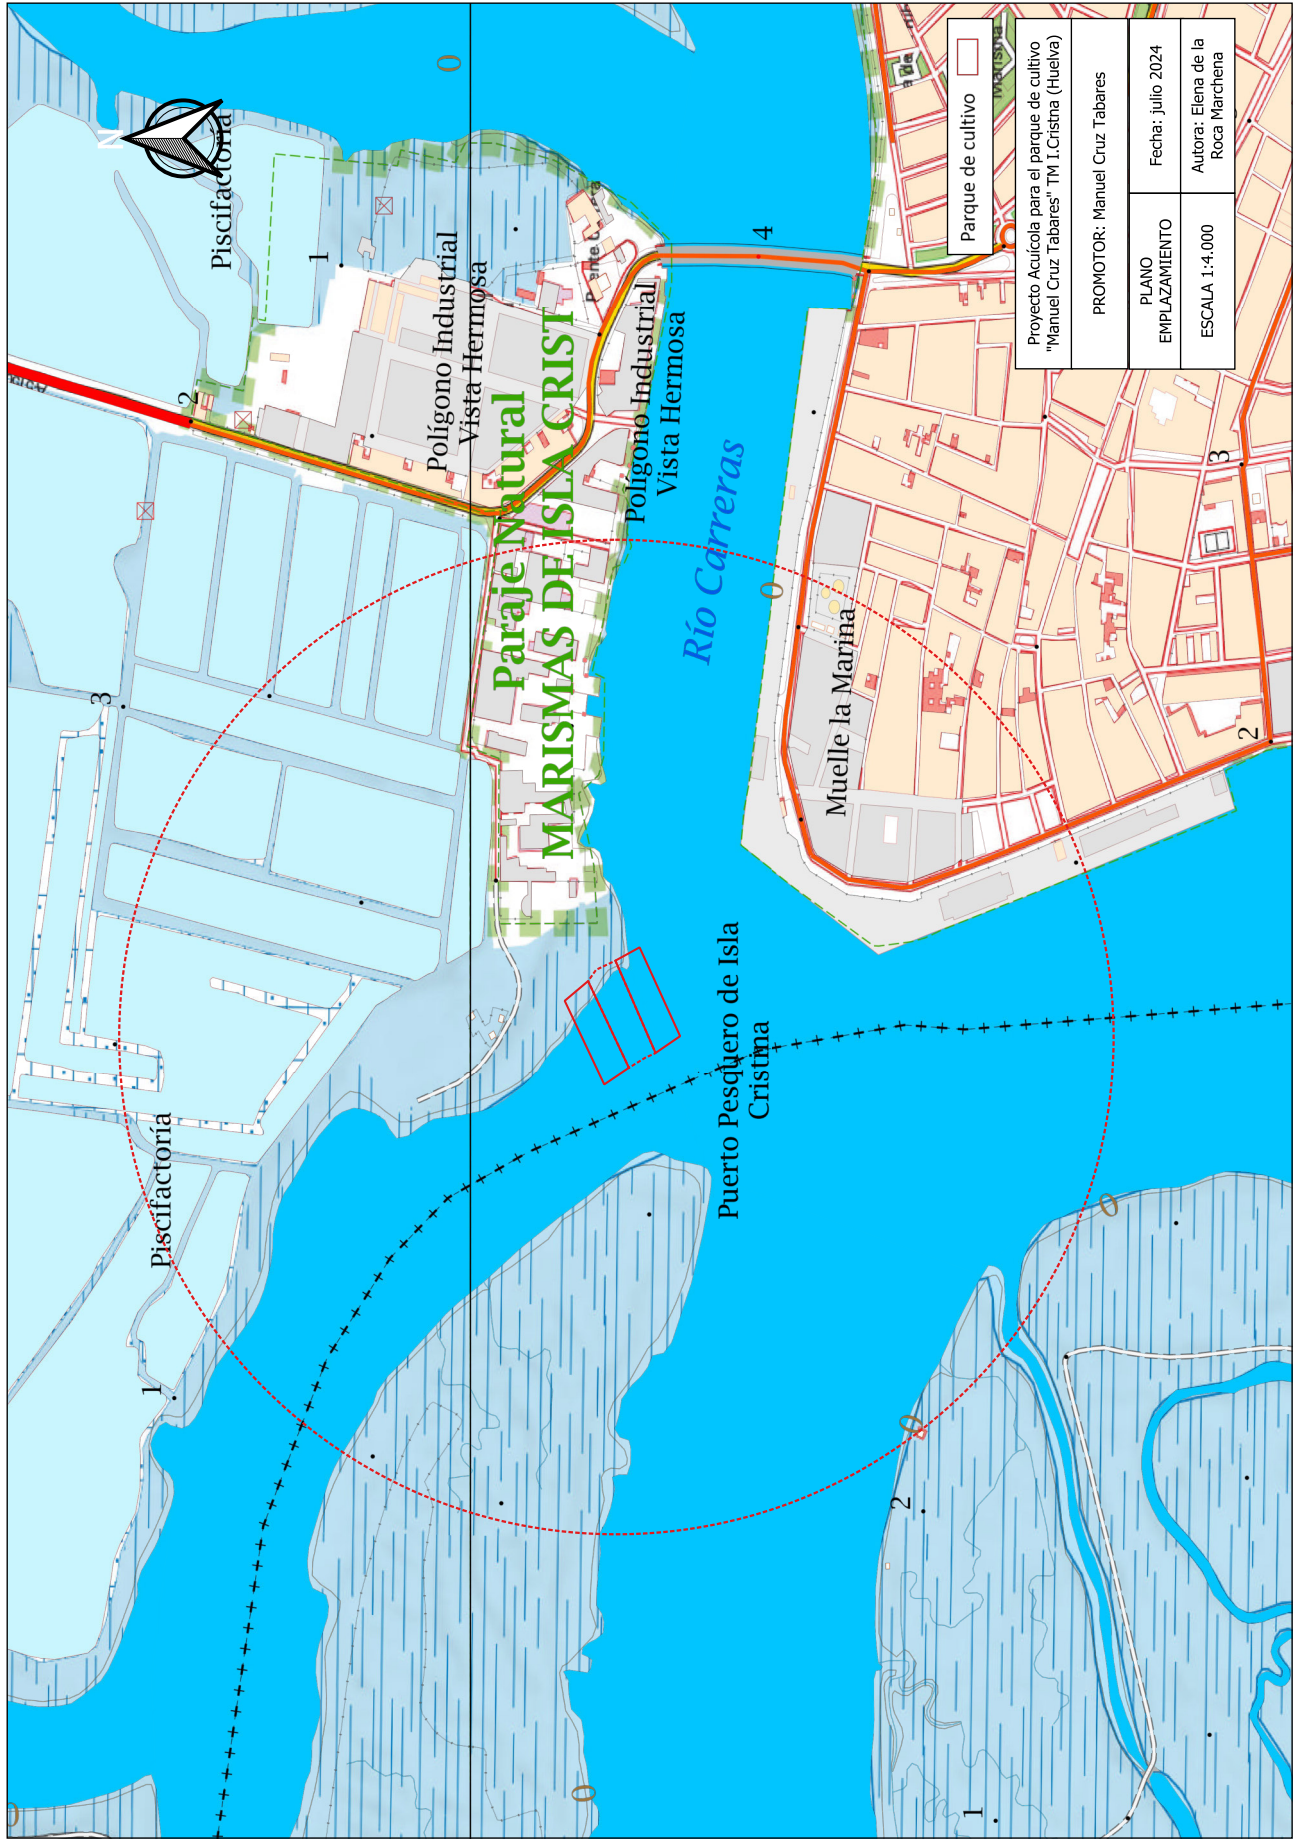 N
Piscifactoría
Piscifactoría
1
2
3
1
Polígono Industrial
Vista Hermosa
Polígono Industrial
Vista Hermosa
Paraje Natural
MARISMAS DE ISLA CRIST
4
0
Río Carreras
0
Muelle la Marina
Puerto Pesquero de Isla
Cristina
3
2
0
0
2
1
0
0
Parque de cultivo
Proyecto Acuícola para el parque de cultivo
"Manuel Cruz Tabares" TM I.Cristna (Huelva)
PROMOTOR: Manuel Cruz Tabares
PLANO
EMPLAZAMIENTO
Fecha: julio 2024
ESCALA 1:4.000
Autora: Elena de la
Roca Marchena